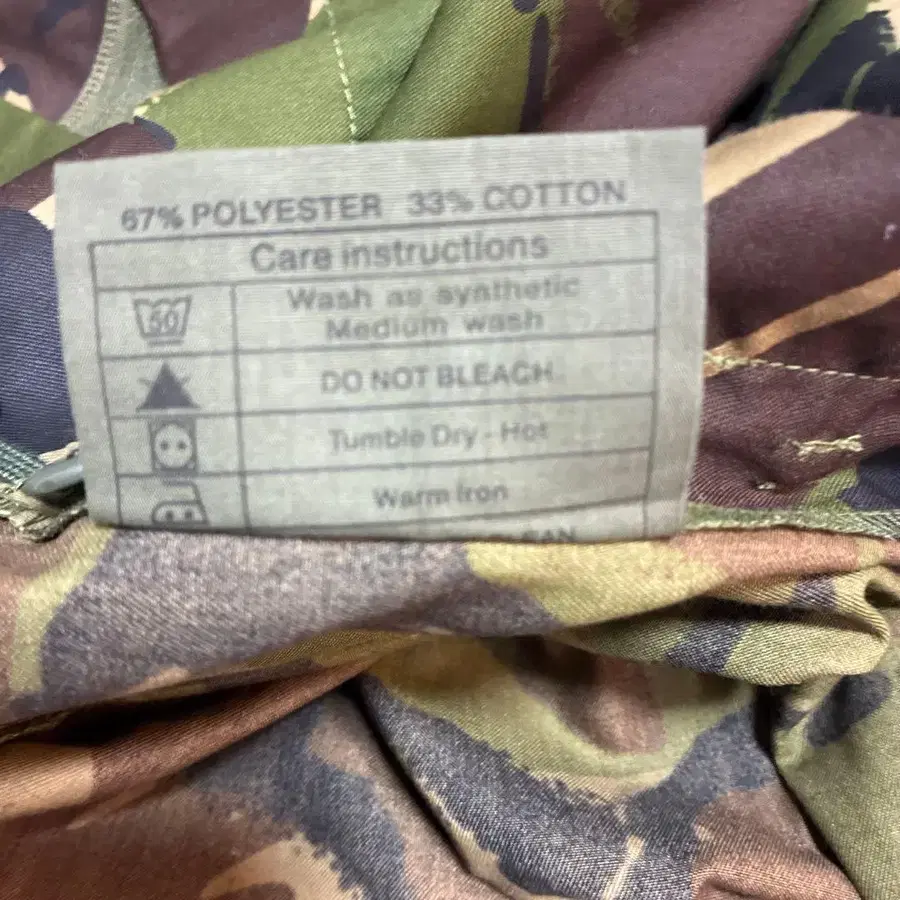 67% POLYESTER 33% COTTON
Care instructions
50
Wash as synthetic
Medium wash
DO NOT BLEACH
Tumble Dry - Hot
Warm Iron